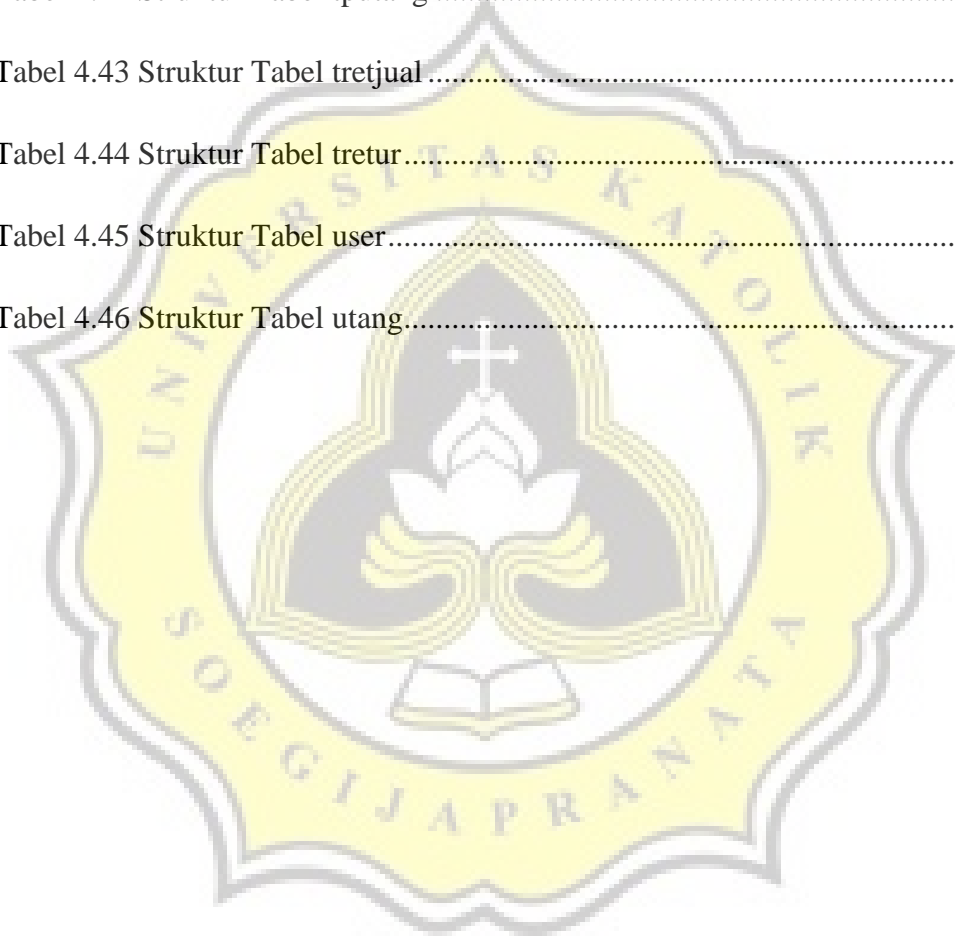 Tabel 4.43 Struktur Tabel tretjual
Tabel 4.44 Struktur Tabel tretur
Tabel 4.45 Struktur Tabel user
Tabel 4.46 Struktur Tabel utang
UNIVERSITAS KATOLIK
SOEGIJAPRANATA